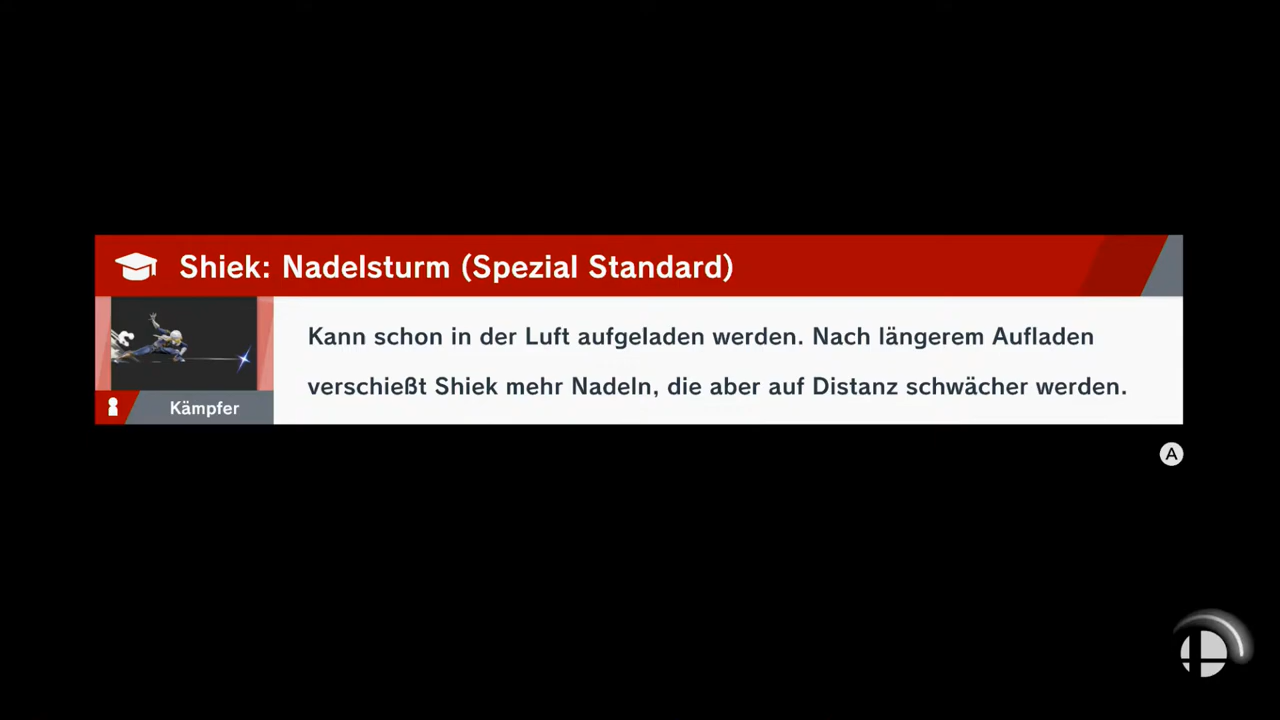 Shiek: Nadelsturm (Spezial Standard)
Kann schon in der Luft aufgeladen werden. Nach längerem Aufladen
verschießt Shiek mehr Nadeln, die aber auf Distanz schwächer werden.
Kämpfer
A